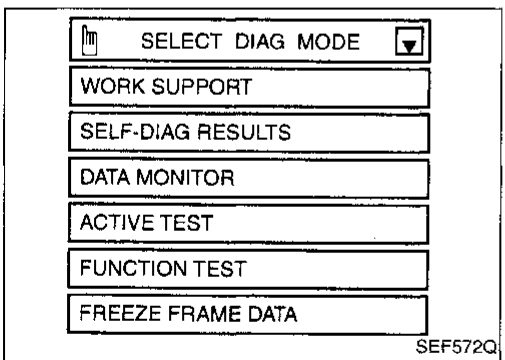 SELECT DIAG MODE
WORK SUPPORT
SELF-DIAG RESULTS
DATA MONITOR
ACTIVE TEST
FUNCTION TEST
FREEZE FRAME DATA
SEF572Q